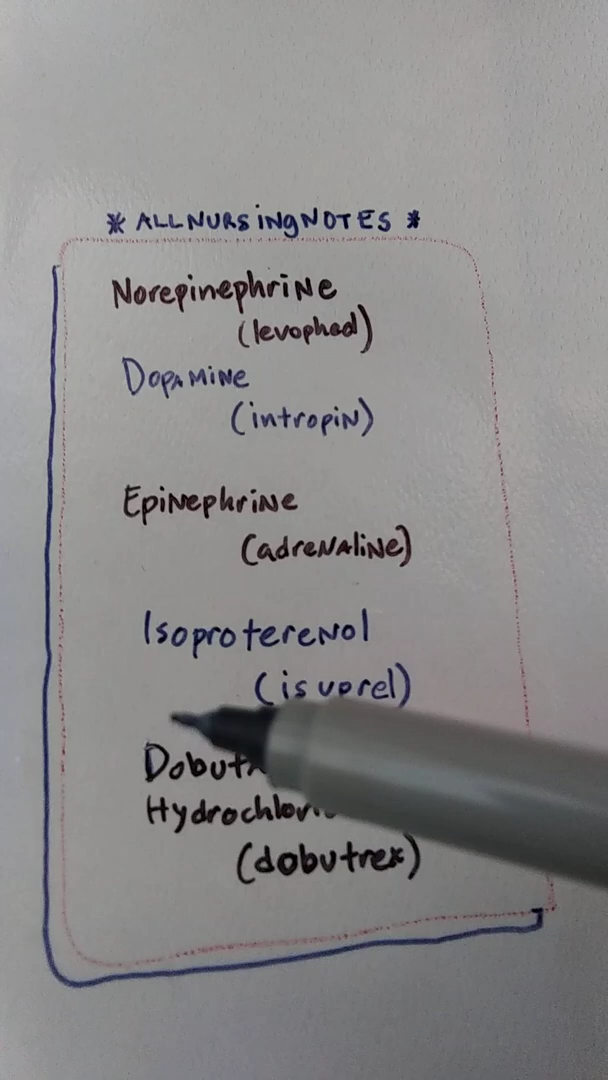 * ALLNURSiNgNOTES *
NorepinephriNe
(levophed)
DOPAMiNe
(intropiN)
EpiNephriNe
(adreNAliNe)
IsoprotereNol
(isuprel)
(dobutrex)